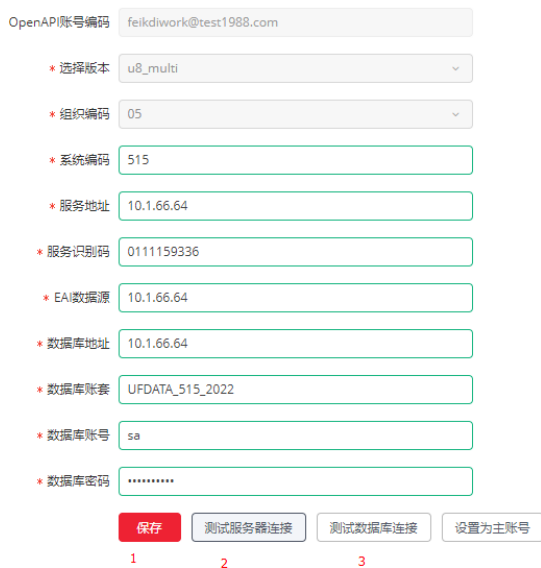 OpenAPI账号编码 feikdiwork@test1988.com
* 选择版本 u8_multi
* 组织编码 05
* 系统编码 515
* 服务地址 10.1.66.64
* 服务识别码 0111159336
* EAI数据源 10.1.66.64
* 数据库地址 10.1.66.64
* 数据库账套 UFDATA_515_2022
* 数据库账号 sa
* 数据库密码 ••••••••••
保存 测试服务器连接 测试数据库连接 设置为主账号
1 2 3